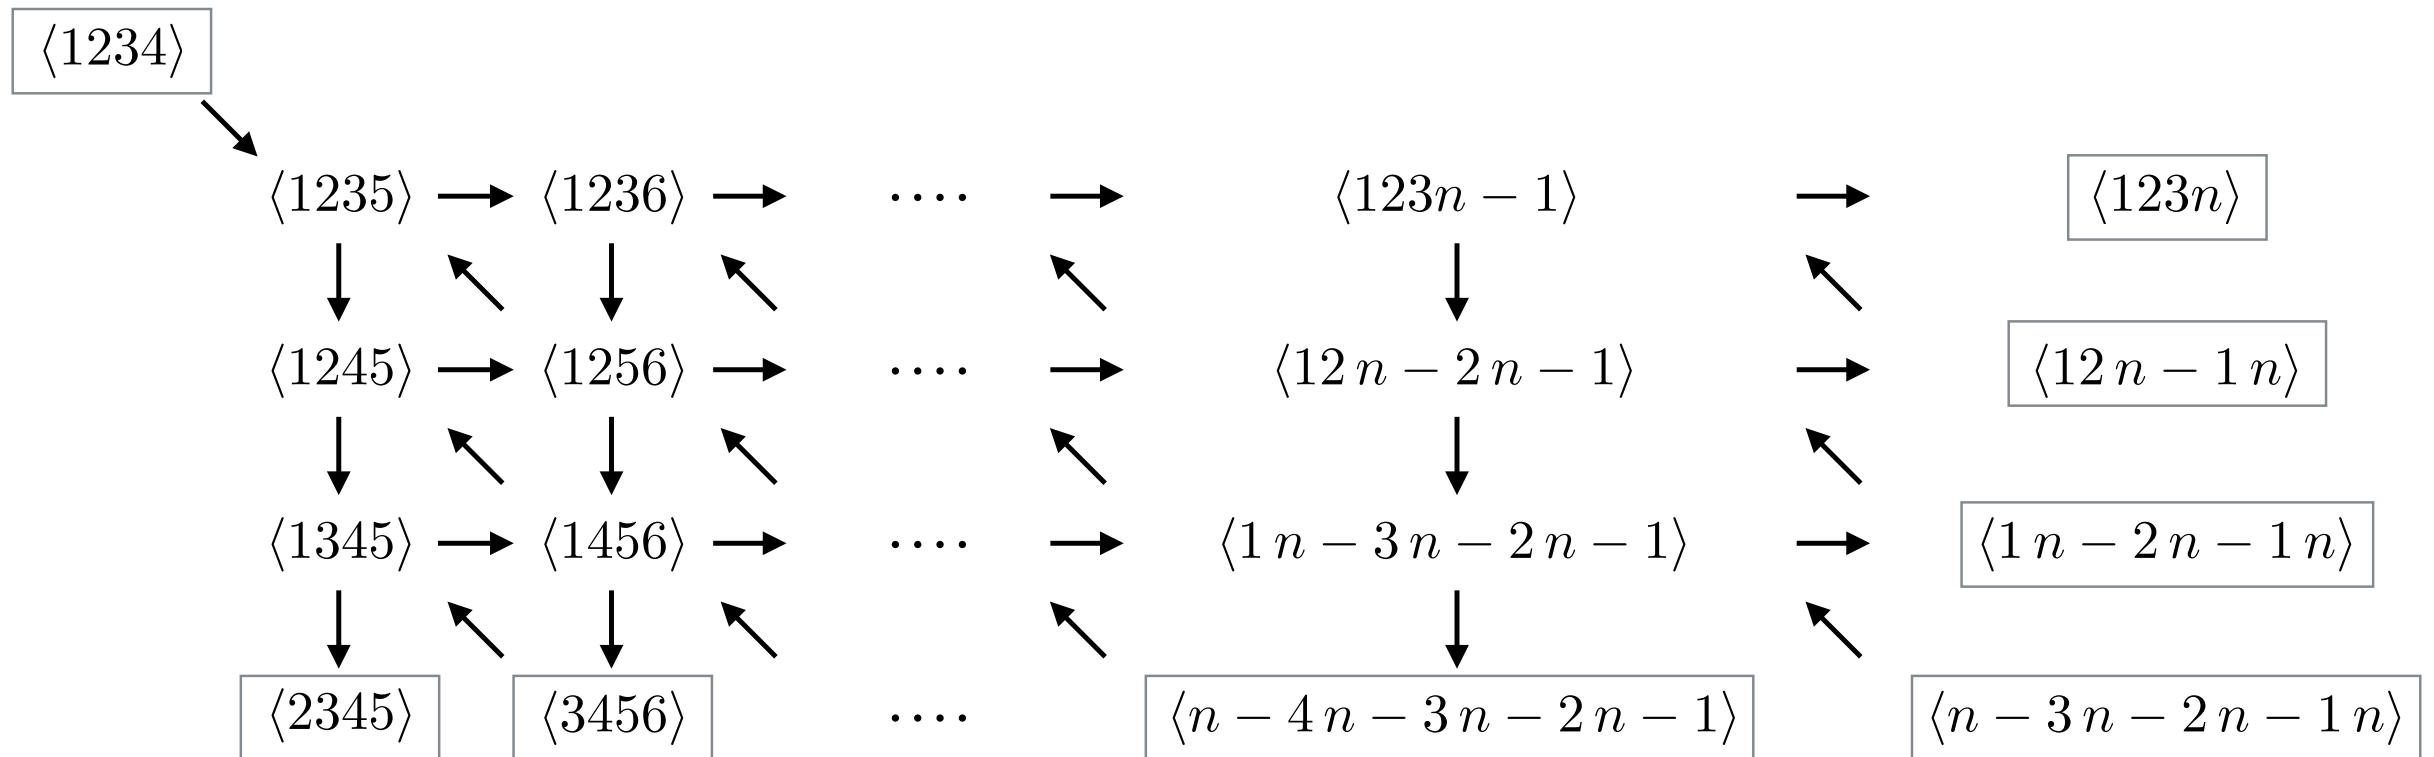 ⟨1234⟩
⟨1235⟩ ⟨1236⟩ .... ⟨123n − 1⟩ ⟨123n⟩
⟨1245⟩ ⟨1256⟩ .... ⟨12 n − 2 n − 1⟩ ⟨12 n − 1 n⟩
⟨1345⟩ ⟨1456⟩ .... ⟨1 n − 3 n − 2 n − 1⟩ ⟨1 n − 2 n − 1 n⟩
⟨2345⟩ ⟨3456⟩ .... ⟨n − 4 n − 3 n − 2 n − 1⟩ ⟨n − 3 n − 2 n − 1 n⟩